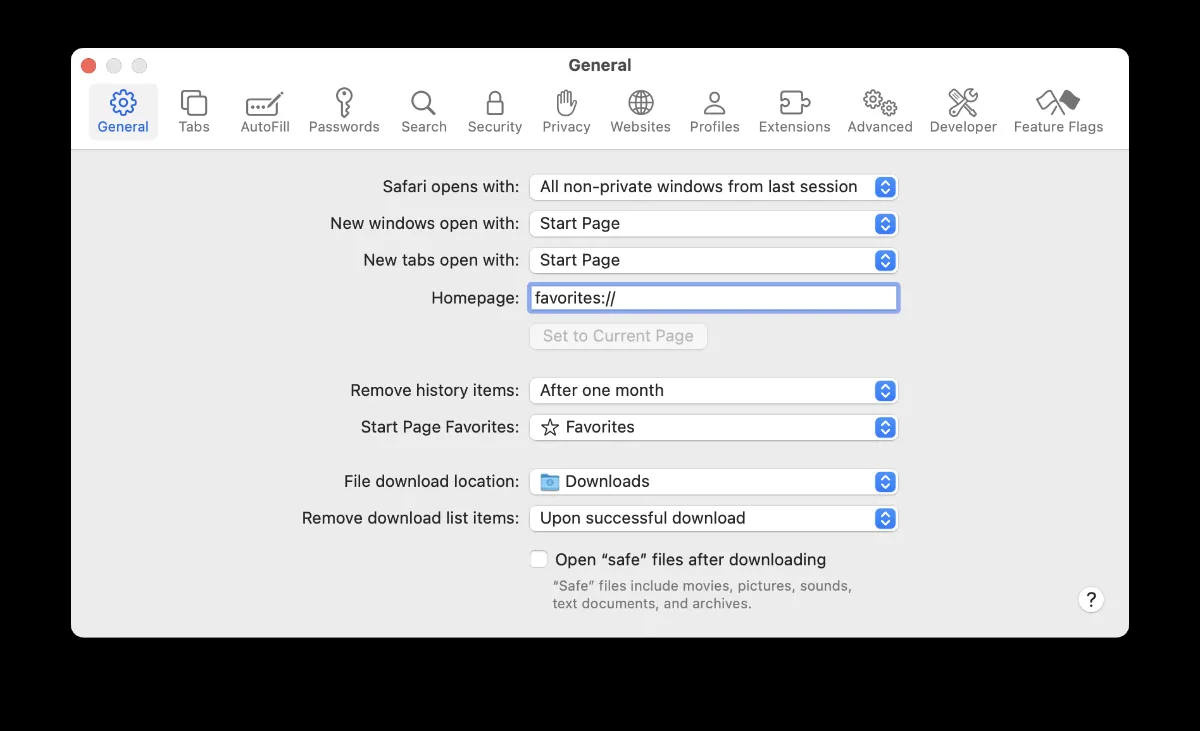 General
General Tabs AutoFill Passwords Search Security Privacy Websites Profiles Extensions Advanced Developer Feature Flags
Safari opens with: All non-private windows from last session
New windows open with: Start Page
New tabs open with: Start Page
Homepage: favorites://
Set to Current Page
Remove history items: After one month
Start Page Favorites: Favorites
File download location: Downloads
Remove download list items: Upon successful download
Open “safe” files after downloading
“Safe” files include movies, pictures, sounds,
text documents, and archives.
?